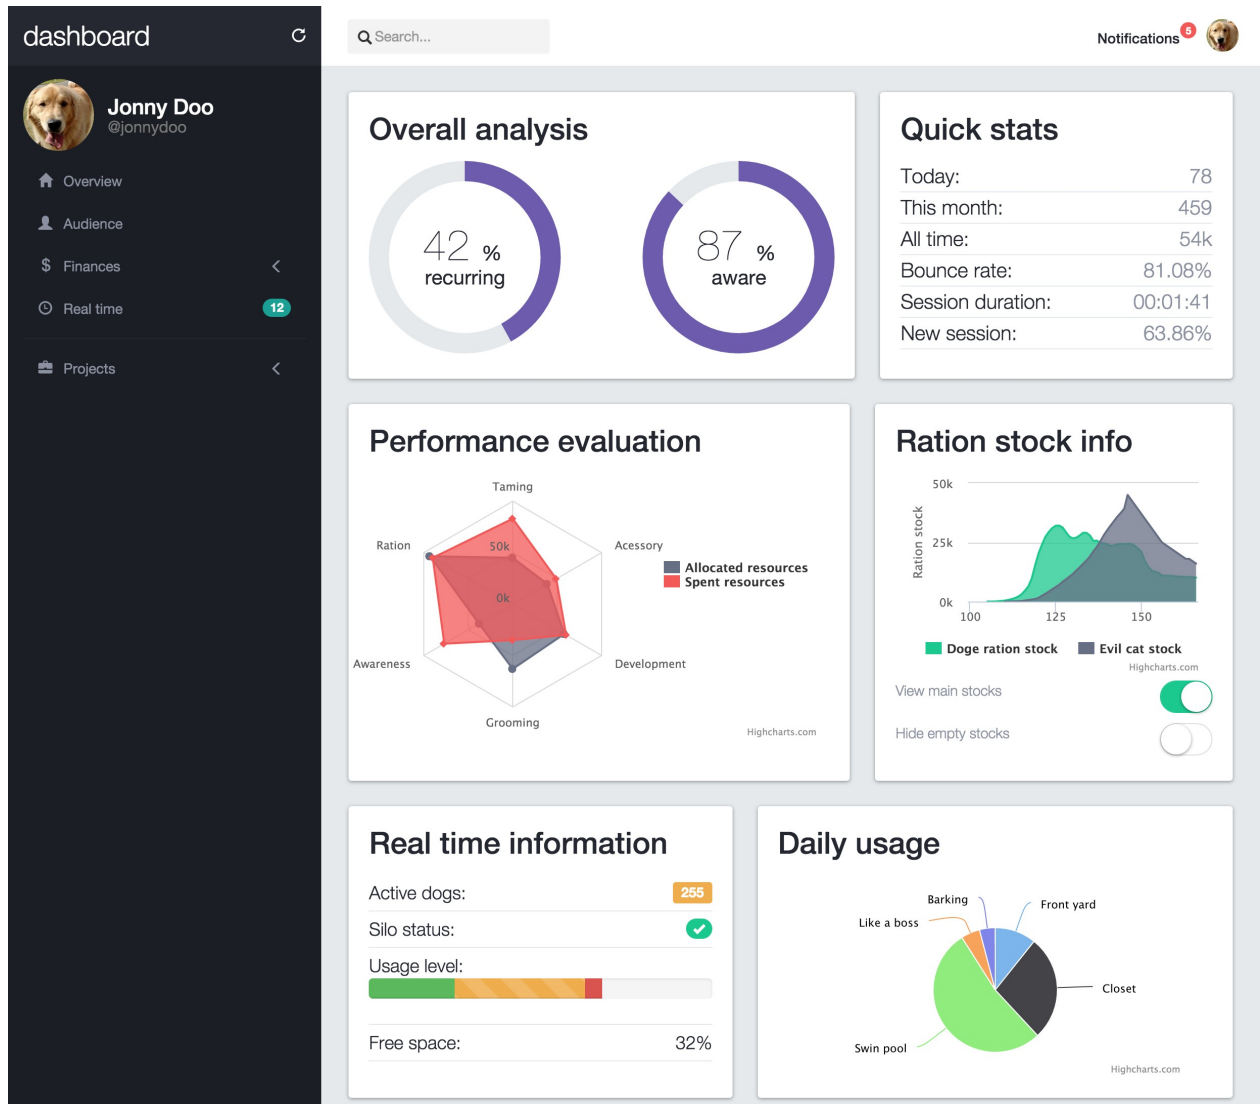 dashboard
Search...
Notifications 5
Jonny Doo
@jonnydoo
Overview
Audience
$ Finances
Real time 12
Projects
Overall analysis
42 %
recurring
87 %
aware
Quick stats
Today: 78
This month: 459
All time: 54k
Bounce rate: 81.08%
Session duration: 00:01:41
New session: 63.86%
Performance evaluation
Taming
Ration
Acessory
50k
0k
Awareness
Development
Grooming
Allocated resources
Spent resources
Highcharts.com
Ration stock info
Ration stock
50k
25k
0k
100 125 150
Doge ration stock Evil cat stock
Highcharts.com
View main stocks
Hide empty stocks
Real time information
Active dogs: 255
Silo status:
Usage level:
Free space: 32%
Daily usage
Barking
Front yard
Like a boss
Closet
Swin pool
Highcharts.com